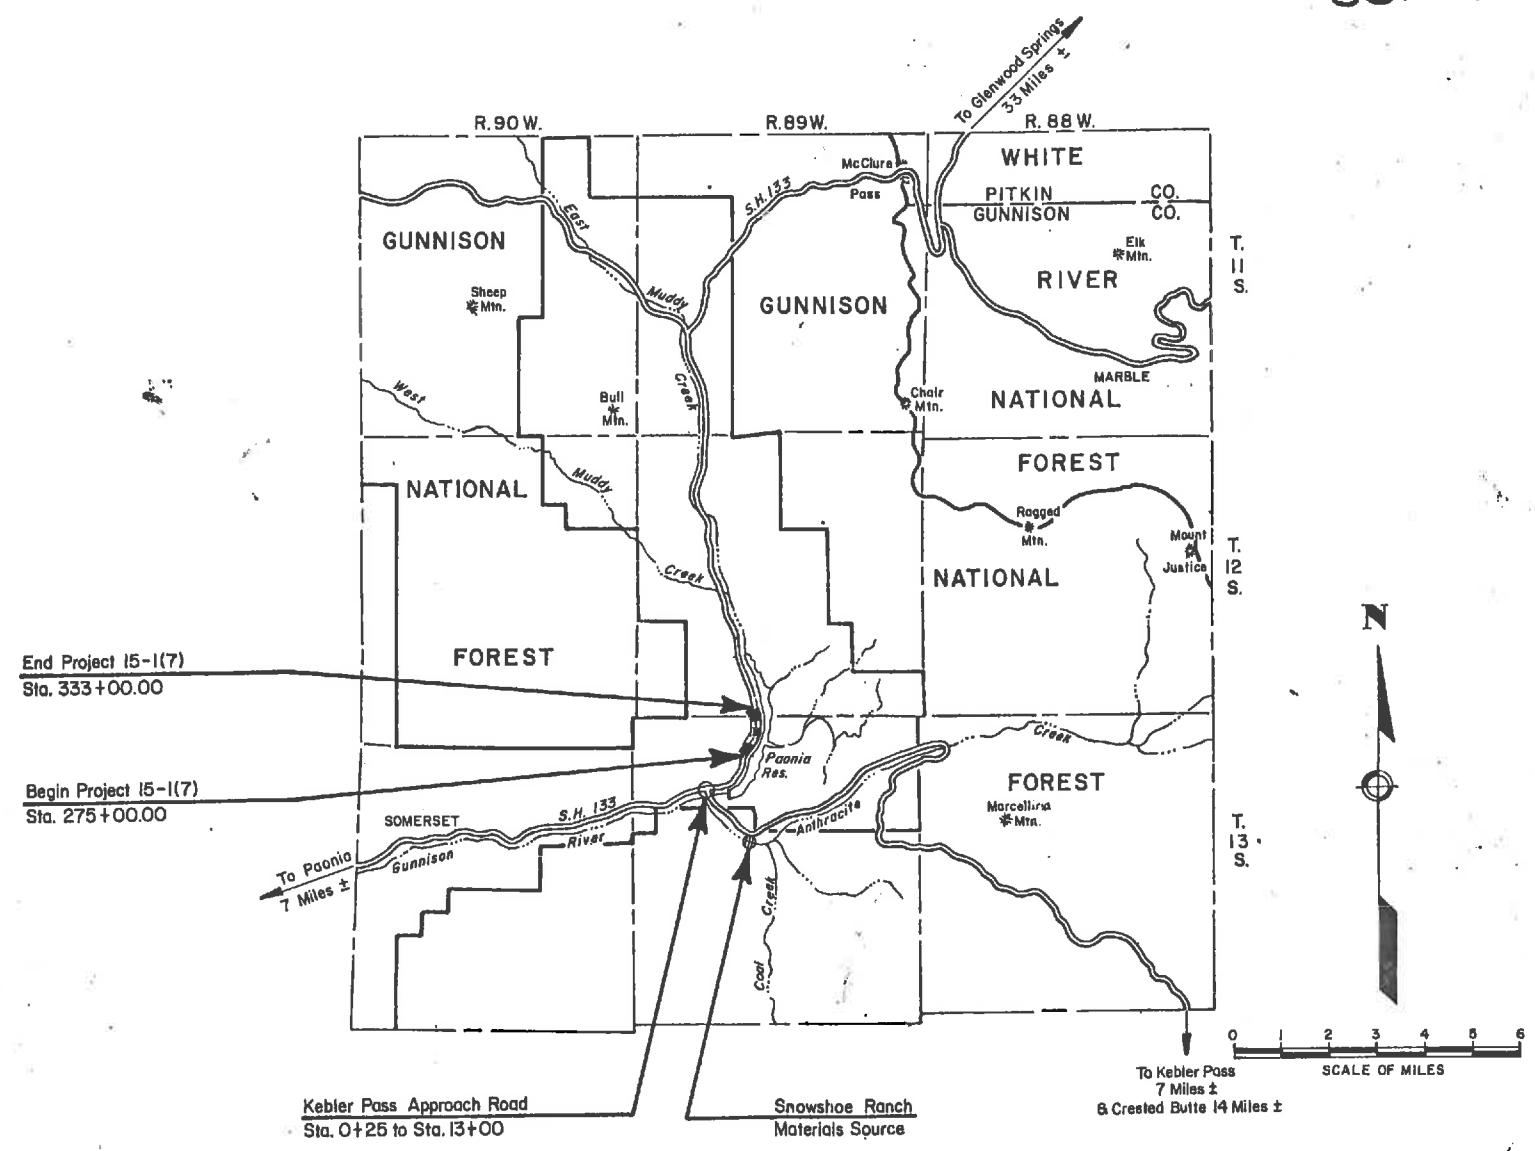 To Glenwood Springs
33 Miles ±
R.90W.
R.89W.
R.88W.
WHITE
McClure
Pass
S.H.133
PITKIN CO.
GUNNISON CO.
East
GUNNISON
Elk
Mtn.
T.
11
S.
RIVER
Sheep
Mtn.
Muddy
GUNNISON
MARBLE
West
Creek
Bull
Mtn.
Chair
Mtn.
NATIONAL
FOREST
NATIONAL
Muddy
Ragged
Mtn.
Mount
Justice
T.
12
S.
Creek
NATIONAL
N
FOREST
End Project 15-1(7)
Sta. 333+00.00
Creek
Paonia
Res.
FOREST
Begin Project 15-1(7)
Sta. 275+00.00
Marcellina
Mtn.
S.H. 133
SOMERSET
Anthracite
River
T.
13
S.
Gunnison
To Paonia
7 Miles ±
Creek
Coal
0 1 2 3 4 5 6
SCALE OF MILES
To Kebler Pass
7 Miles ±
& Crested Butte 14 Miles ±
Kebler Pass Approach Road
Sta. 0+25 to Sta. 13+00
Snowshoe Ranch
Materials Source